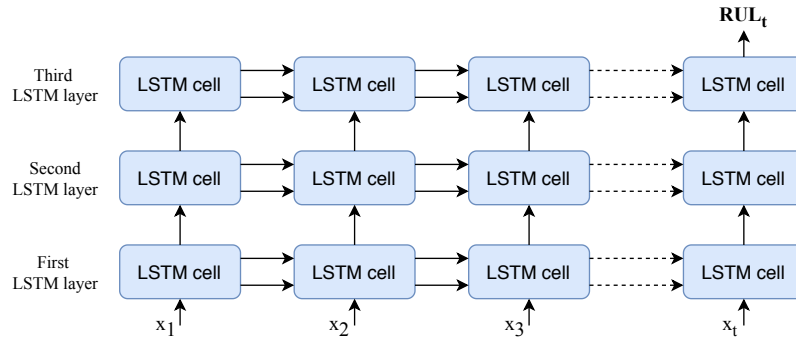 RULt
Third
LSTM layer
LSTM cell LSTM cell LSTM cell LSTM cell
Second
LSTM layer
LSTM cell LSTM cell LSTM cell LSTM cell
First
LSTM layer
LSTM cell LSTM cell LSTM cell LSTM cell
x1 x2 x3 xt